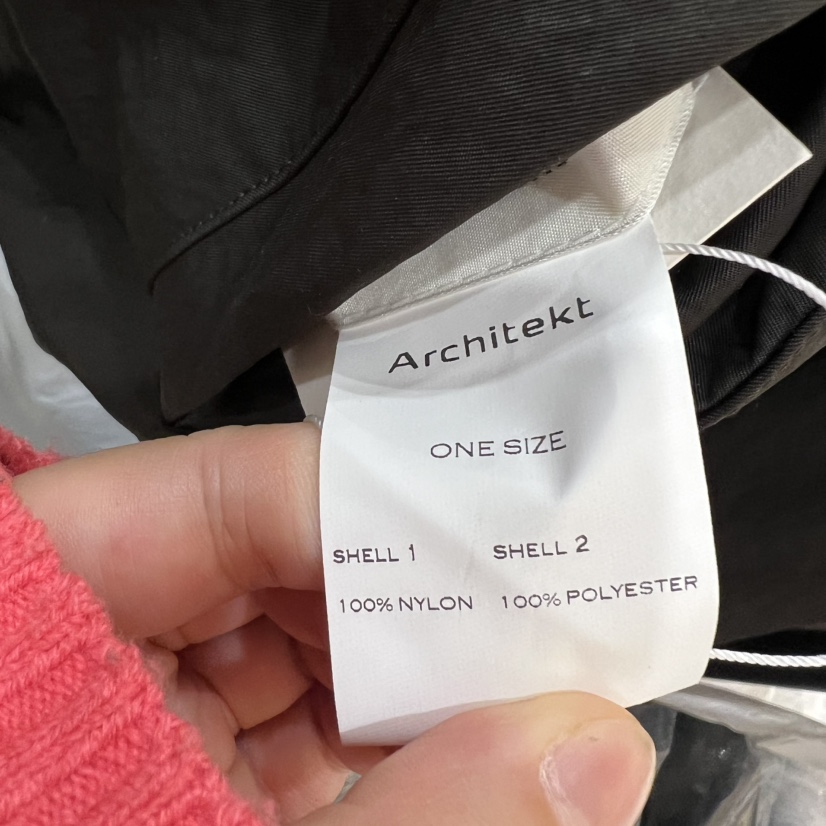 Architekt
ONE SIZE
SHELL 1 SHELL 2
100% NYLON 100% POLYESTER